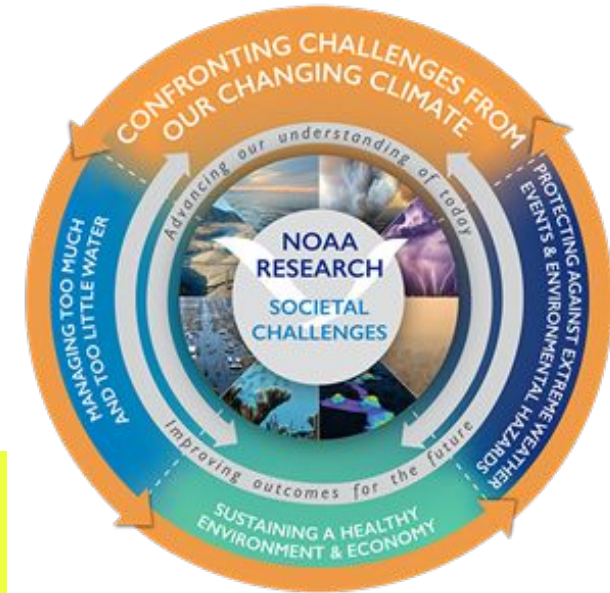 CONFRONTING CHALLENGES FROM
OUR CHANGING CLIMATE
Advancing our understanding of today
MANAGING TOO MUCH
AND TOO LITTLE WATER
NOAA
RESEARCH
SOCIETAL
CHALLENGES
PROTECTING AGAINST EXTREME WEATHER
EVENTS & ENVIRONMENTAL HAZARDS
Improving outcomes for the future
SUSTAINING A HEALTHY
ENVIRONMENT & ECONOMY